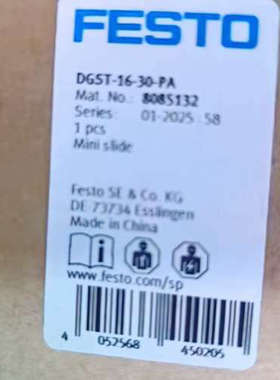 FESTO
DGST-16-30-PA
Mat. No.: 8085132
Series: 01-2025 : 58
1 pcs
Mini slide
Festo SE & Co. KG
DE-73734 Esslingen
Made in China
www.festo.com/sp
4 052568 450205